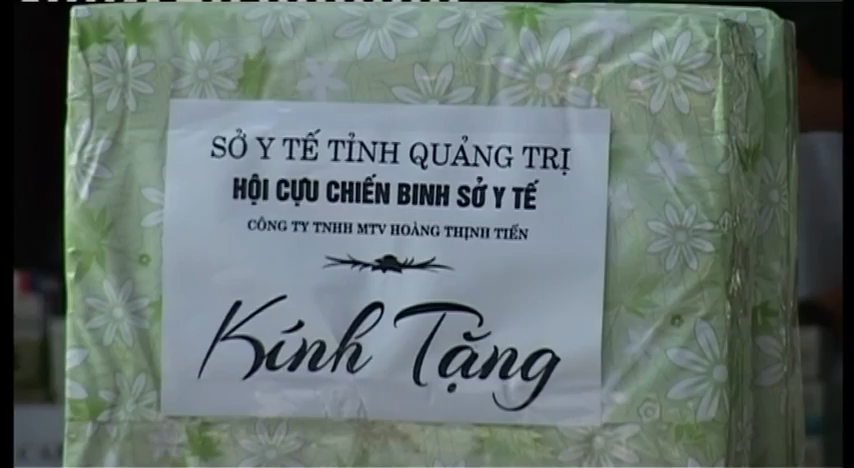 SỞ Y TẾ TỈNH QUẢNG TRỊ
HỘI CỰU CHIẾN BINH SỞ Y TẾ
CÔNG TY TNHH MTV HOÀNG THỊNH TIẾN
Kính Tặng